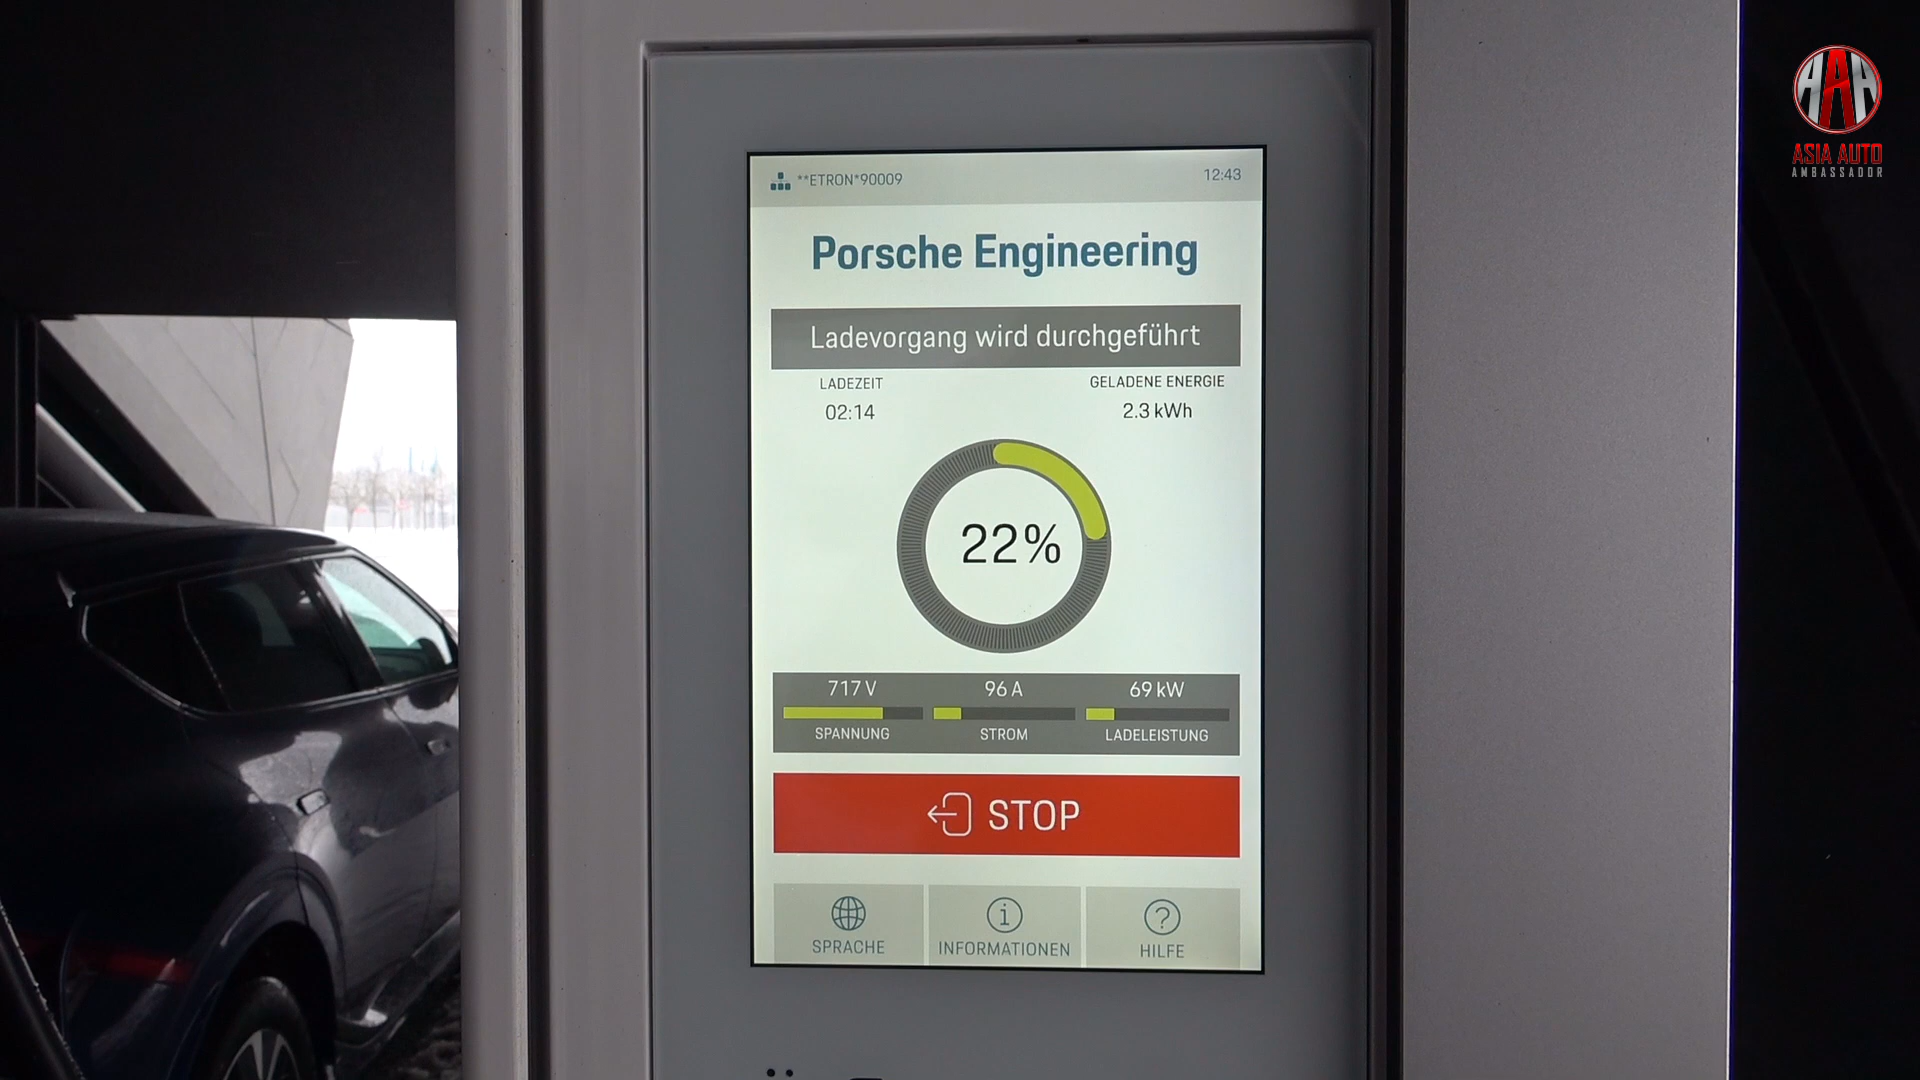 **ETRON*90009
12:43
Porsche Engineering
Ladevorgang wird durchgeführt
LADEZEIT
02:14
GELADENE ENERGIE
2.3 kWh
22%
717 V
SPANNUNG
96 A
STROM
69 kW
LADELEISTUNG
STOP
SPRACHE
INFORMATIONEN
HILFE
AAA
ASIA AUTO
AMBASSADOR